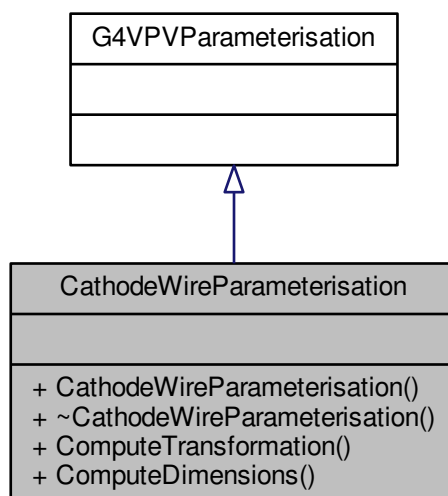 G4VPVParameterisation
CathodeWireParameterisation
+ CathodeWireParameterisation()
+ ~CathodeWireParameterisation()
+ ComputeTransformation()
+ ComputeDimensions()